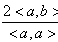 2 < a, b >
< a, a >